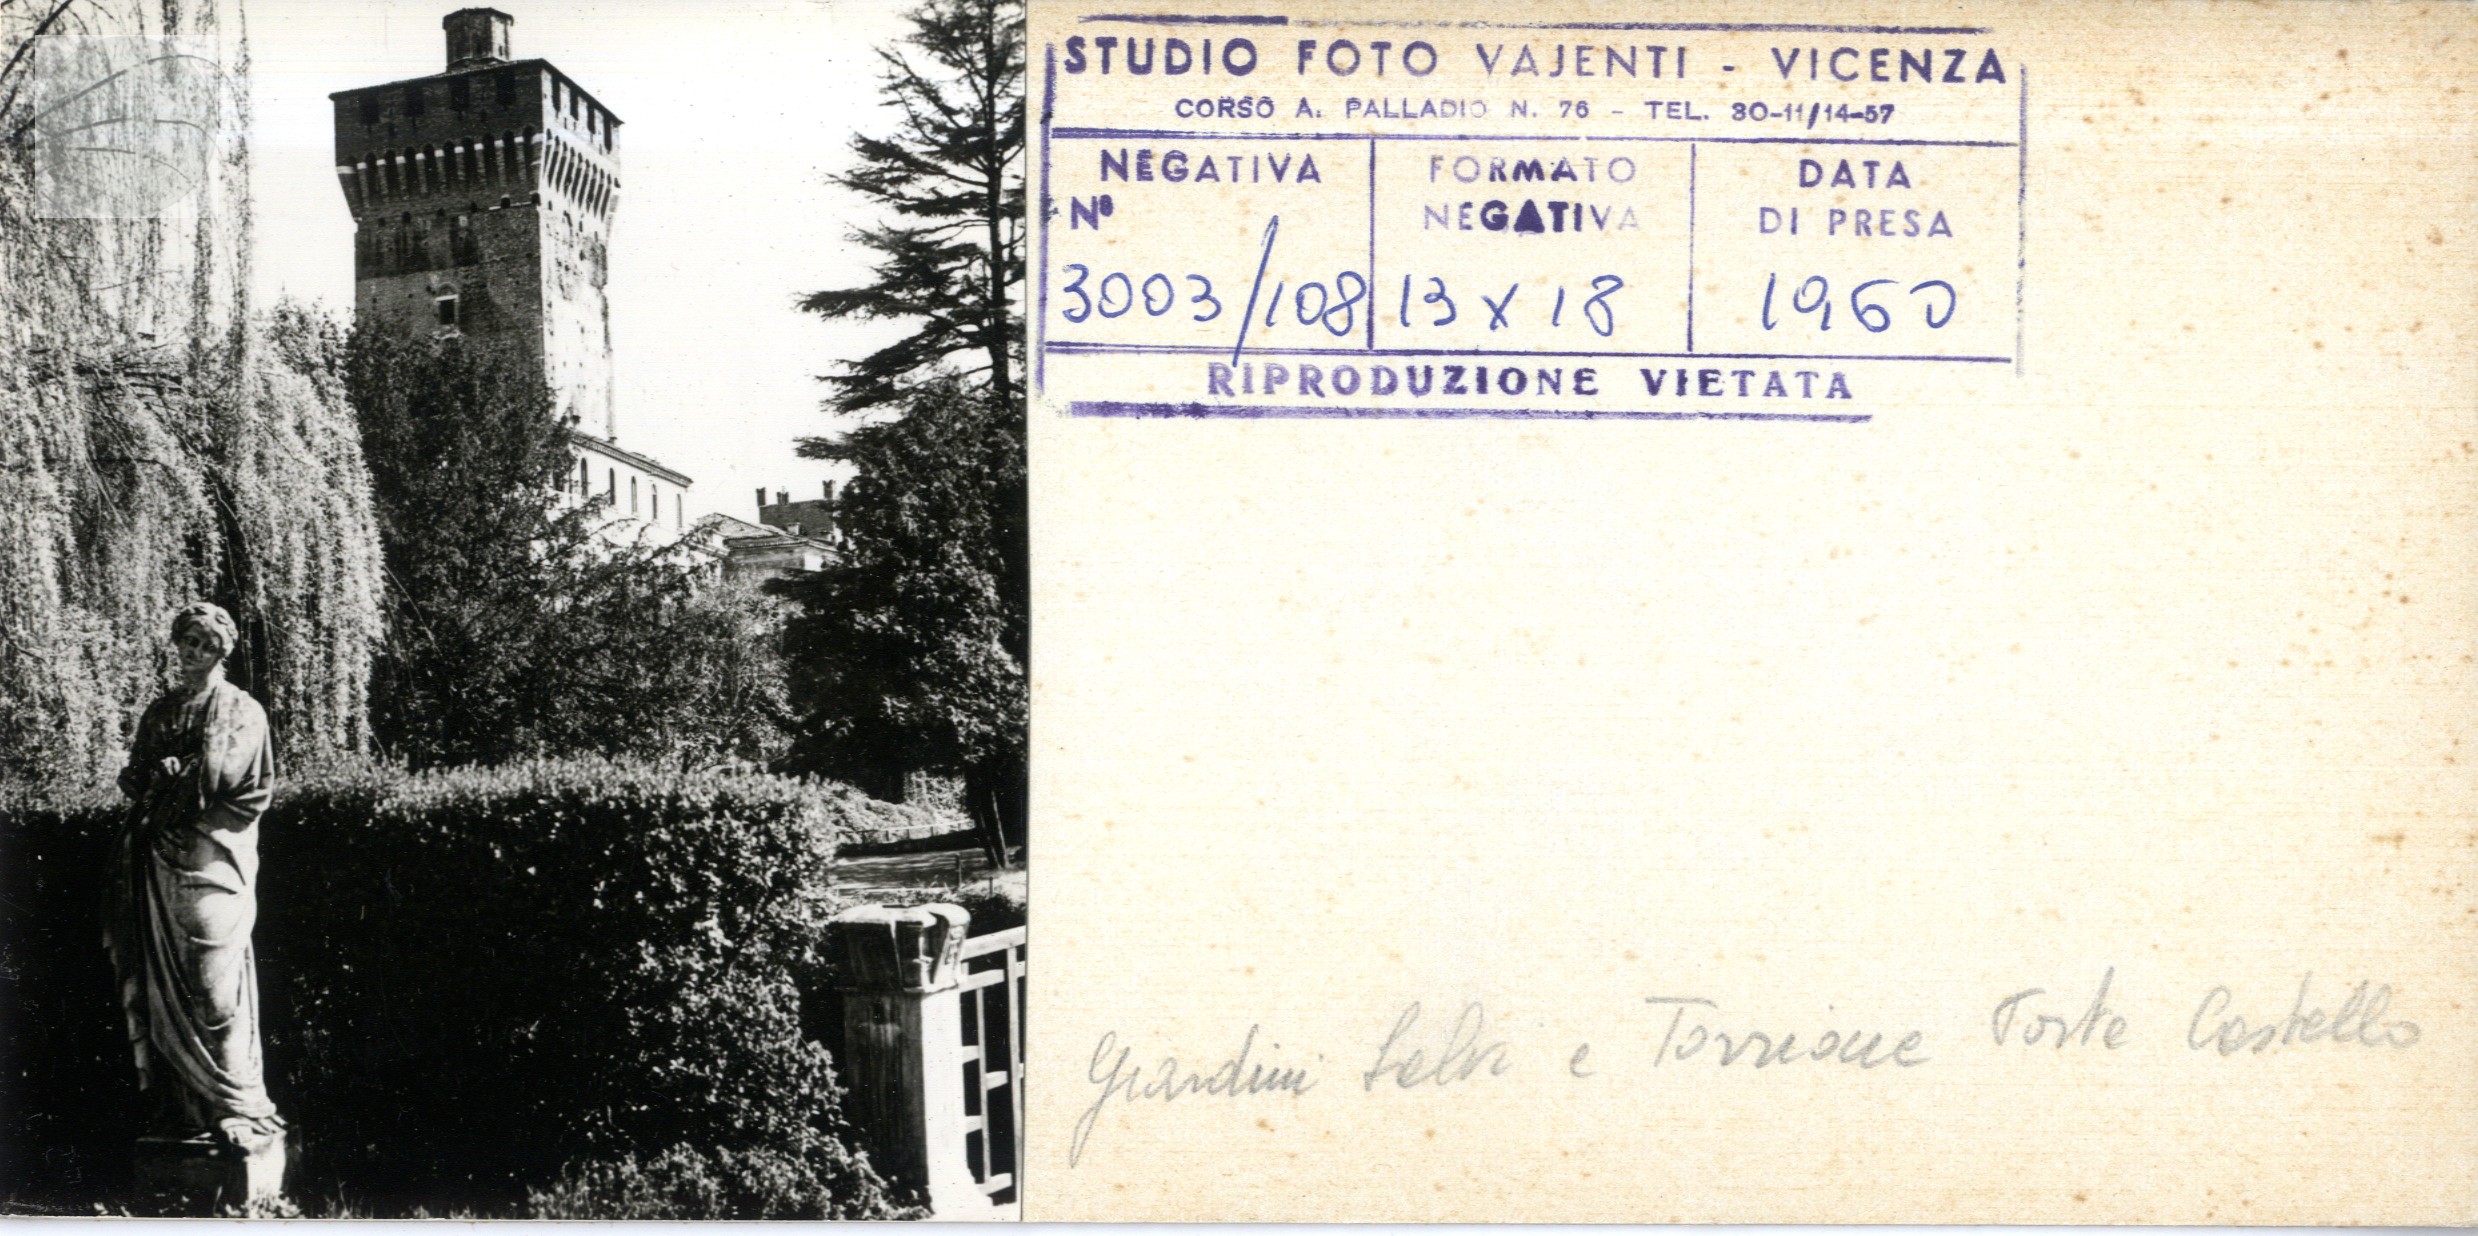 STUDIO FOTO VAJENTI - VICENZA
CORSO A. PALLADIO N. 76 - TEL. 30-11/14-57
NEGATIVA
Nº
3003/108
FORMATO
NEGATIVA
13 x 18
DATA
DI PRESA
1960
RIPRODUZIONE VIETATA
Giardini Salvi e Torrione Porta Castello